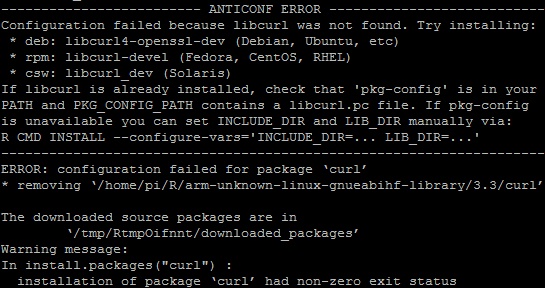 -------------------------- ANTICONF ERROR ---------------------------
Configuration failed because libcurl was not found. Try installing:
 * deb: libcurl4-openssl-dev (Debian, Ubuntu, etc)
 * rpm: libcurl-devel (Fedora, CentOS, RHEL)
 * csw: libcurl_dev (Solaris)
If libcurl is already installed, check that 'pkg-config' is in your
PATH and PKG_CONFIG_PATH contains a libcurl.pc file. If pkg-config
is unavailable you can set INCLUDE_DIR and LIB_DIR manually via:
R CMD INSTALL --configure-vars='INCLUDE_DIR=... LIB_DIR=...'
--------------------------------------------------------------------
ERROR: configuration failed for package ‘curl’
* removing ‘/home/pi/R/arm-unknown-linux-gnueabihf-library/3.3/curl’

The downloaded source packages are in
        ‘/tmp/RtmpOifnnt/downloaded_packages’
Warning message:
In install.packages("curl") :
  installation of package ‘curl’ had non-zero exit status